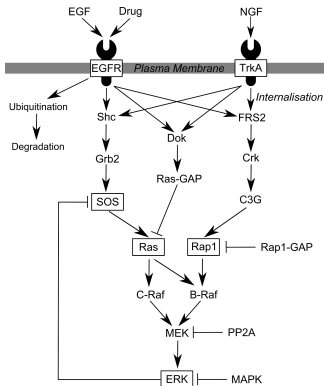 EGF Drug NGF
EGFR Plasma Membrane TrkA
Internalisation
Ubiquitination Shc FRS2
Dok
Degradation
Grb2 Crk
Ras-GAP
SOS C3G
Ras Rap1 Rap1-GAP
C-Raf B-Raf
MEK PP2A
ERK MAPK